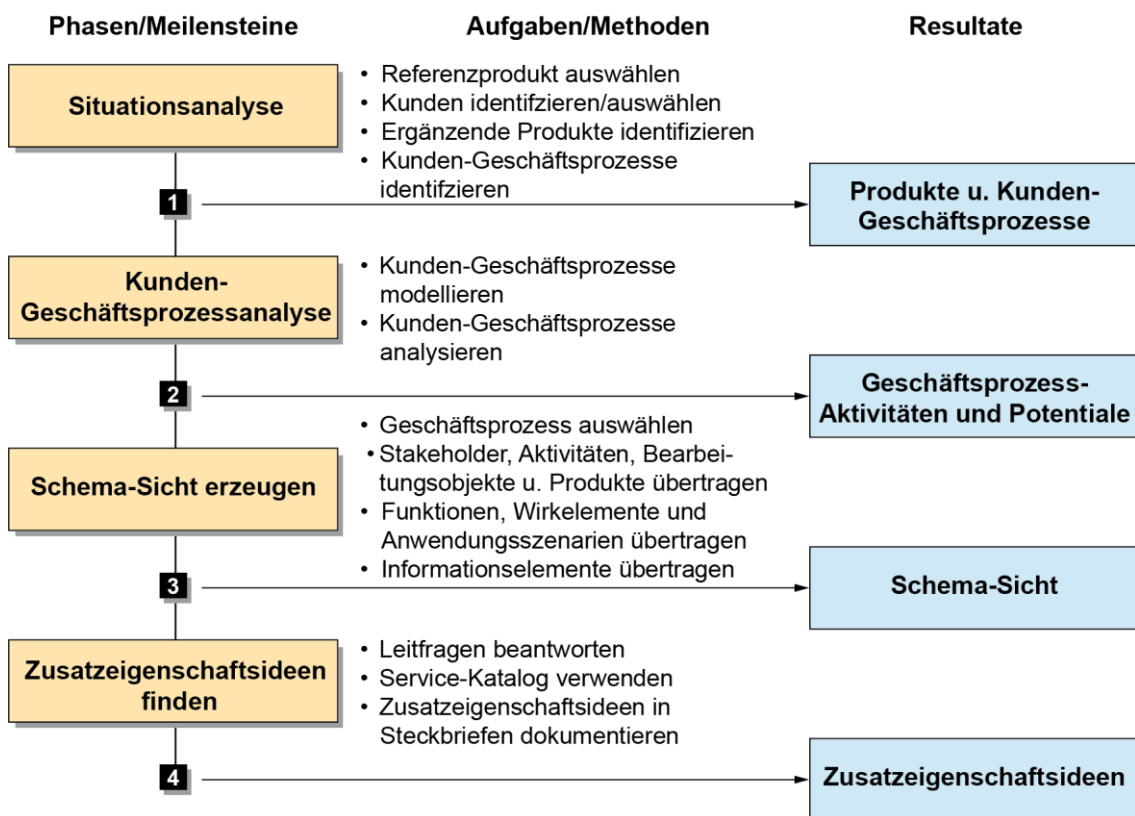 Phasen/Meilensteine
Aufgaben/Methoden
Resultate
Situationsanalyse
• Referenzprodukt auswählen
• Kunden identifzieren/auswählen
• Ergänzende Produkte identifizieren
• Kunden-Geschäftsprozesse
identifzieren
1
Produkte u. Kunden-
Geschäftsprozesse
Kunden-
Geschäftsprozessanalyse
• Kunden-Geschäftsprozesse
modellieren
• Kunden-Geschäftsprozesse
analysieren
2
Geschäftsprozess-
Aktivitäten und Potentiale
Schema-Sicht erzeugen
• Geschäftsprozess auswählen
• Stakeholder, Aktivitäten, Bearbei-
tungsobjekte u. Produkte übertragen
• Funktionen, Wirkelemente und
Anwendungsszenarien übertragen
• Informationselemente übertragen
3
Schema-Sicht
Zusatzeigenschaftsideen
finden
• Leitfragen beantworten
• Service-Katalog verwenden
• Zusatzeigenschaftsideen in
Steckbriefen dokumentieren
4
Zusatzeigenschaftsideen